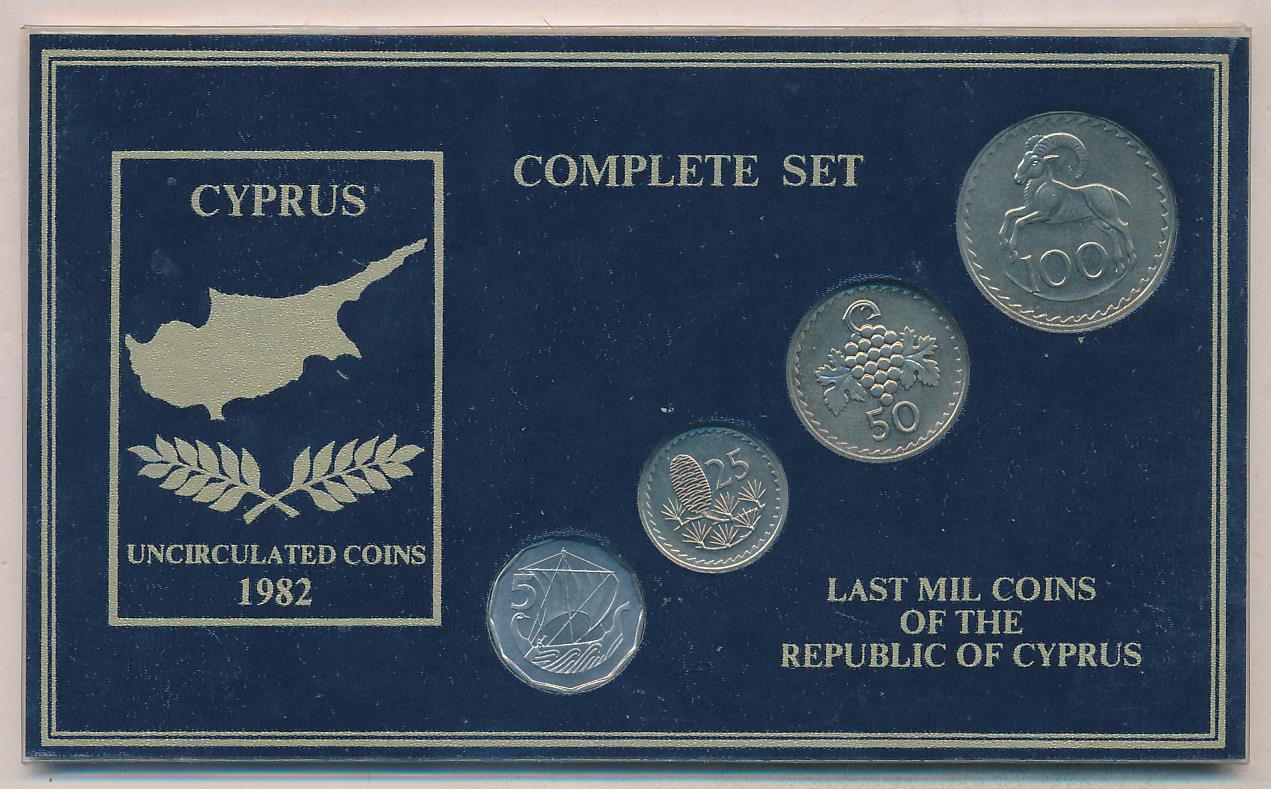 CYPRUS
UNCIRCULATED COINS
1982
COMPLETE SET
100
50
25
5
LAST MIL COINS
OF THE
REPUBLIC OF CYPRUS